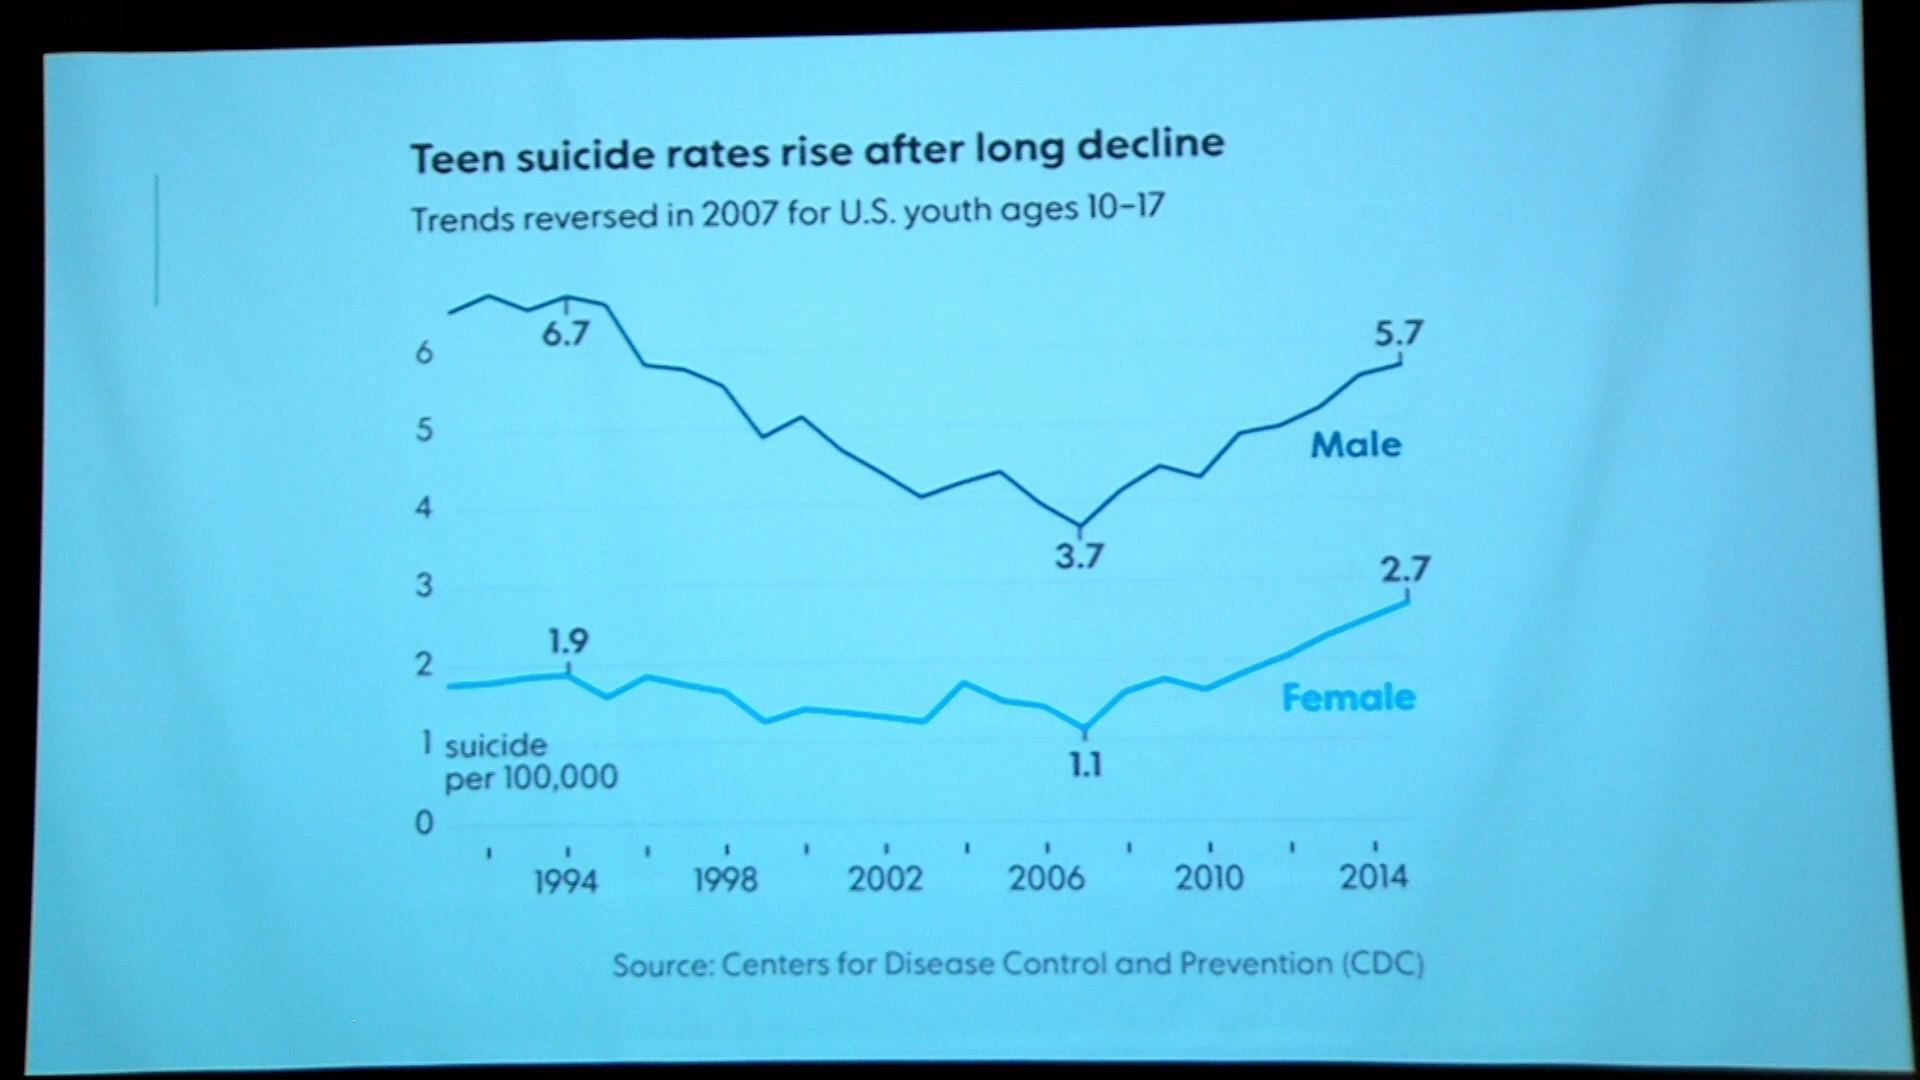 Teen suicide rates rise after long decline
Trends reversed in 2007 for U.S. youth ages 10–17
6.7
5.7
6
5
Male
4
3.7
3
2.7
1.9
2
Female
1 suicide
per 100,000
1.1
0
1994 1998 2002 2006 2010 2014
Source: Centers for Disease Control and Prevention (CDC)